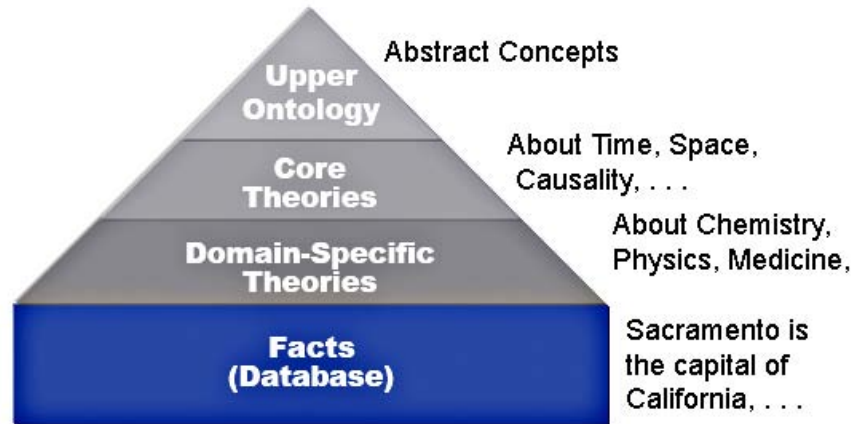 Upper
Ontology
Abstract Concepts
Core
Theories
About Time, Space,
Causality, . . .
Domain-Specific
Theories
About Chemistry,
Physics, Medicine,
Facts
(Database)
Sacramento is
the capital of
California, . . .